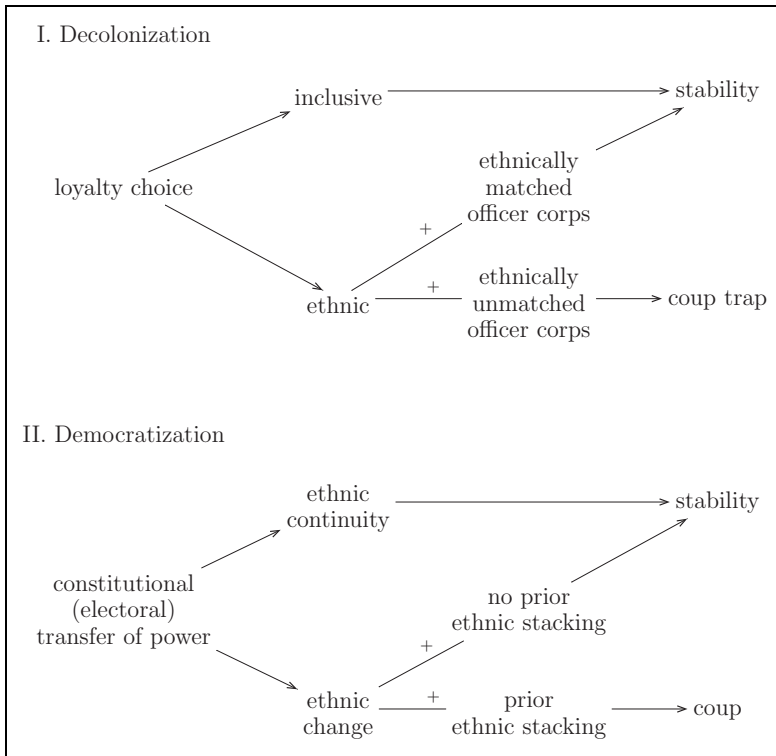 I. Decolonization
inclusive
stability
loyalty choice
ethnically
matched
officer corps
+
ethnic
+
ethnically
unmatched
officer corps
coup trap
II. Democratization
ethnic
continuity
stability
constitutional
(electoral)
transfer of power
no prior
ethnic stacking
+
ethnic
change
+
prior
ethnic stacking
coup